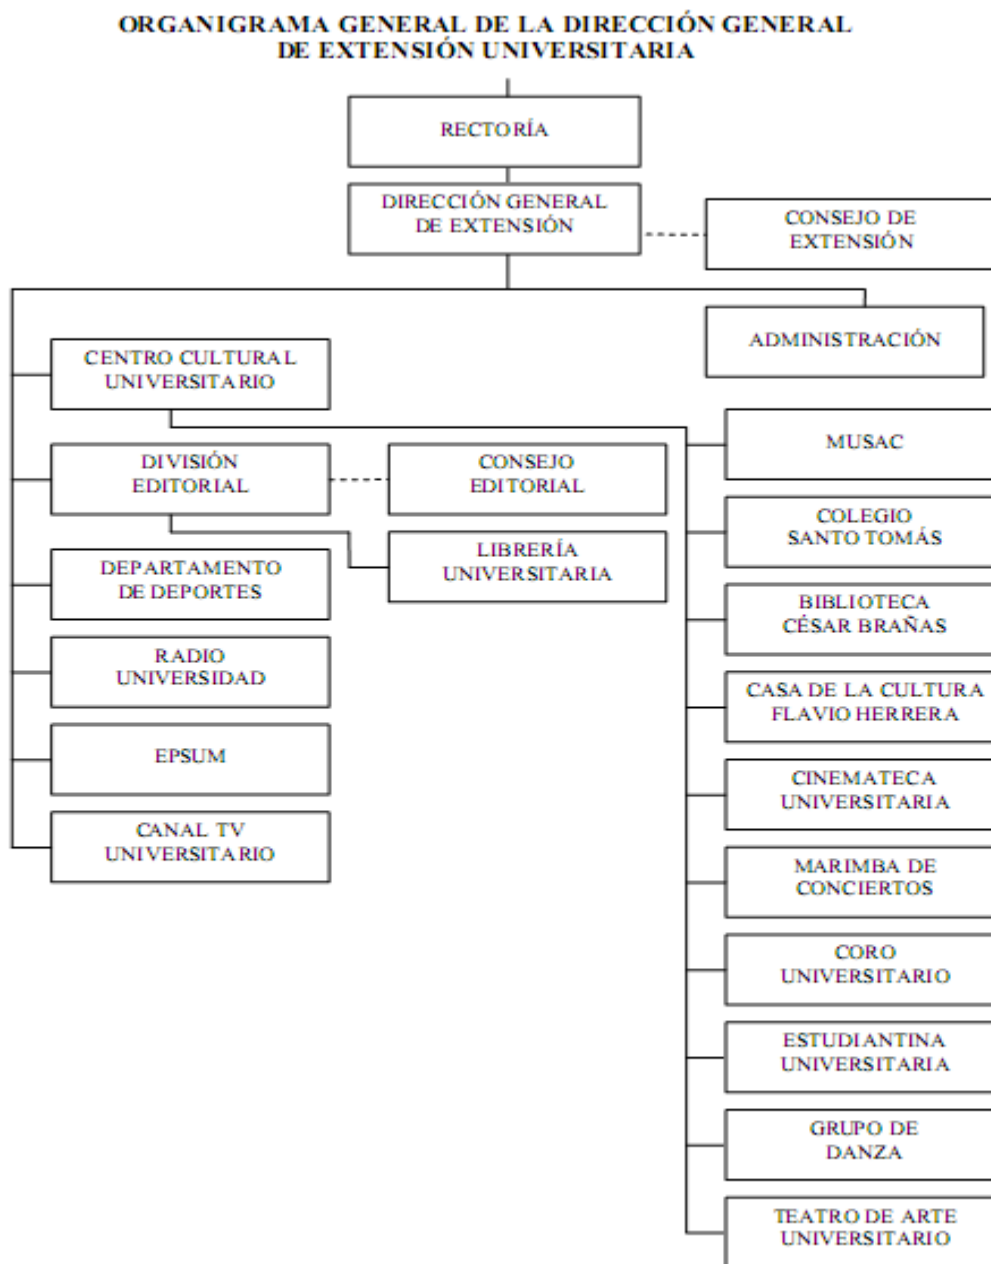 ORGANIGRAMA GENERAL DE LA DIRECCIÓN GENERAL
DE EXTENSIÓN UNIVERSITARIA
RECTORÍA
DIRECCIÓN GENERAL
DE EXTENSIÓN
CONSEJO DE
EXTENSIÓN
ADMINISTRACIÓN
CENTRO CULTURAL
UNIVERSITARIO
DIVISIÓN
EDITORIAL
CONSEJO
EDITORIAL
LIBRERÍA
UNIVERSITARIA
DEPARTAMENTO
DE DEPORTES
RADIO
UNIVERSIDAD
EPSUM
CANAL TV
UNIVERSITARIO
MUSAC
COLEGIO
SANTO TOMÁS
BIBLIOTECA
CÉSAR BRAÑAS
CASA DE LA CULTURA
FLAVIO HERRERA
CINEMATECA
UNIVERSITARIA
MARIMBA DE
CONCIERTOS
CORO
UNIVERSITARIO
ESTUDIANTINA
UNIVERSITARIA
GRUPO DE
DANZA
TEATRO DE ARTE
UNIVERSITARIO